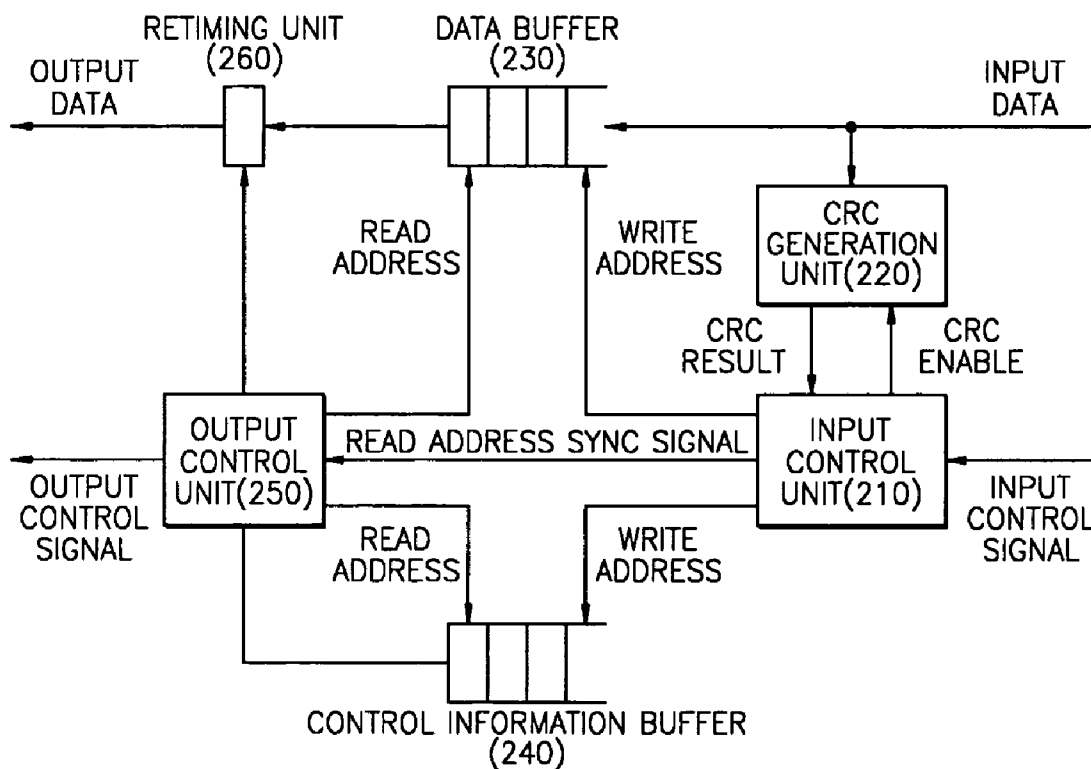 RETIMING UNIT
(260)
DATA BUFFER
(230)
OUTPUT
DATA
INPUT
DATA
CRC
GENERATION
UNIT(220)
READ
ADDRESS
WRITE
ADDRESS
CRC
RESULT
CRC
ENABLE
OUTPUT
CONTROL
UNIT(250)
READ ADDRESS SYNC SIGNAL
INPUT
CONTROL
UNIT(210)
OUTPUT
CONTROL
SIGNAL
INPUT
CONTROL
SIGNAL
READ
ADDRESS
WRITE
ADDRESS
CONTROL INFORMATION BUFFER
(240)